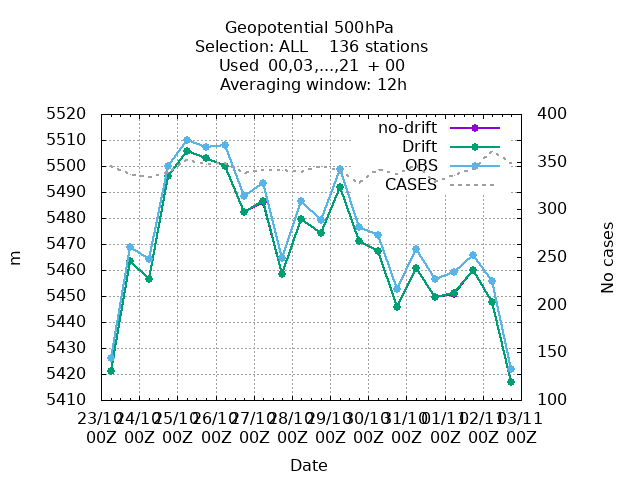 Geopotential 500hPa
Selection: ALL 136 stations
Used 00,03,...,21 + 00
Averaging window: 12h
no-drift
Drift
OBS
CASES
5520
5510
5500
5490
5480
5470
5460
5450
5440
5430
5420
5410
m
400
350
300
250
200
150
100
No cases
23/10 24/10 25/10 26/10 27/10 28/10 29/10 30/10 31/10 01/11 02/11 03/11
00Z 00Z 00Z 00Z 00Z 00Z 00Z 00Z 00Z 00Z 00Z 00Z
Date